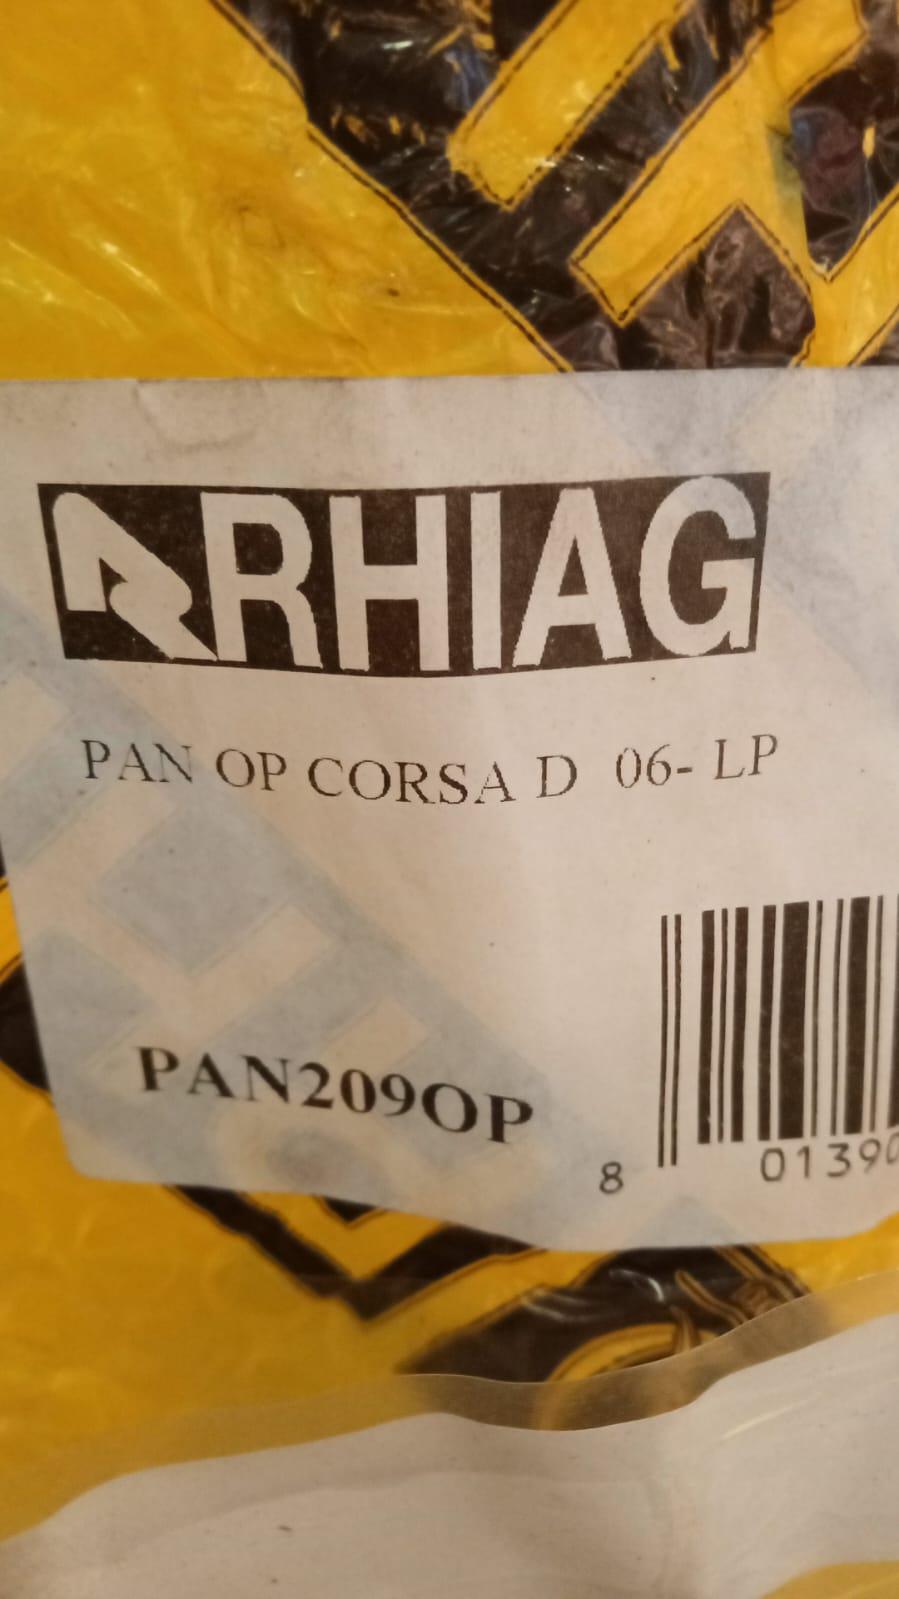 RHIAG
PAN OP CORSA D 06- LP
PAN209OP
8 01390